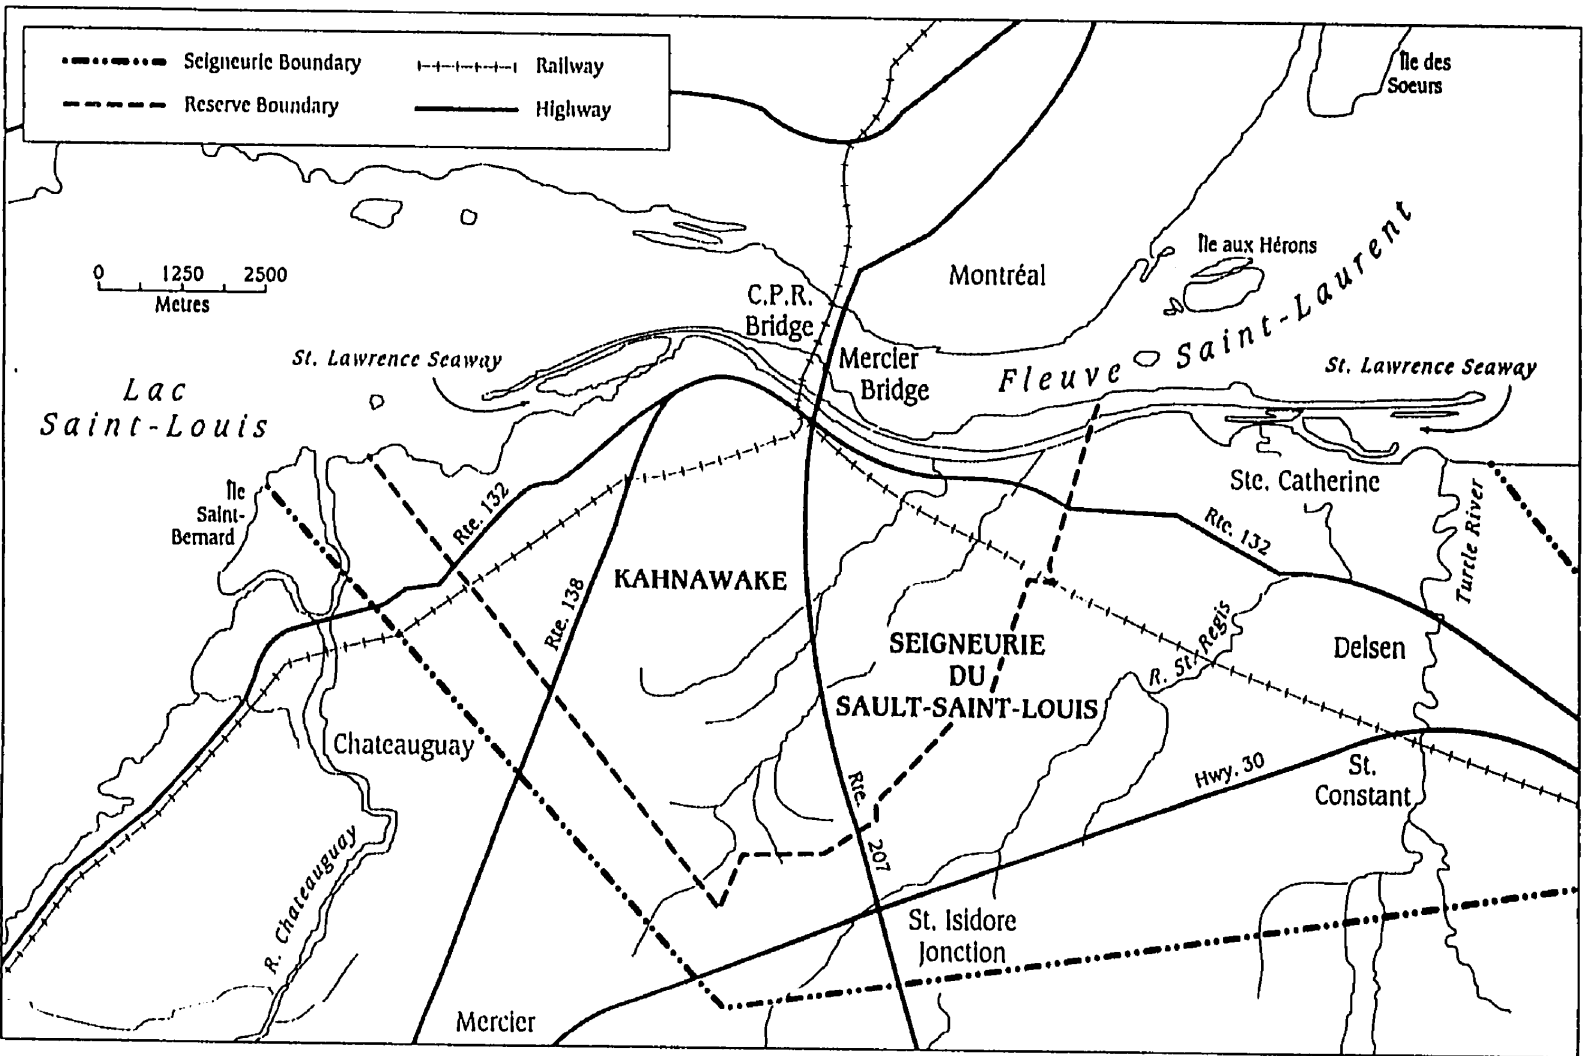 Seigneurie Boundary
Railway
Reserve Boundary
Highway
Île des
Soeurs
Île aux Hérons
Montréal
0 1250 2500
Metres
C.P.R.
Bridge
Mercier
Bridge
Fleuve Saint-Laurent
St. Lawrence Seaway
St. Lawrence Seaway
Lac
Saint-Louis
Île
Saint-
Bernard
Rte. 132
Ste. Catherine
Rte. 132
Turtle River
KAHNAWAKE
Rte. 138
SEIGNEURIE
DU
SAULT-SAINT-LOUIS
R. St. Regis
Delsen
Chateauguay
Hwy. 30
St.
Constant
Rte. 207
R. Chateauguay
St. Isidore
Jonction
Mercier